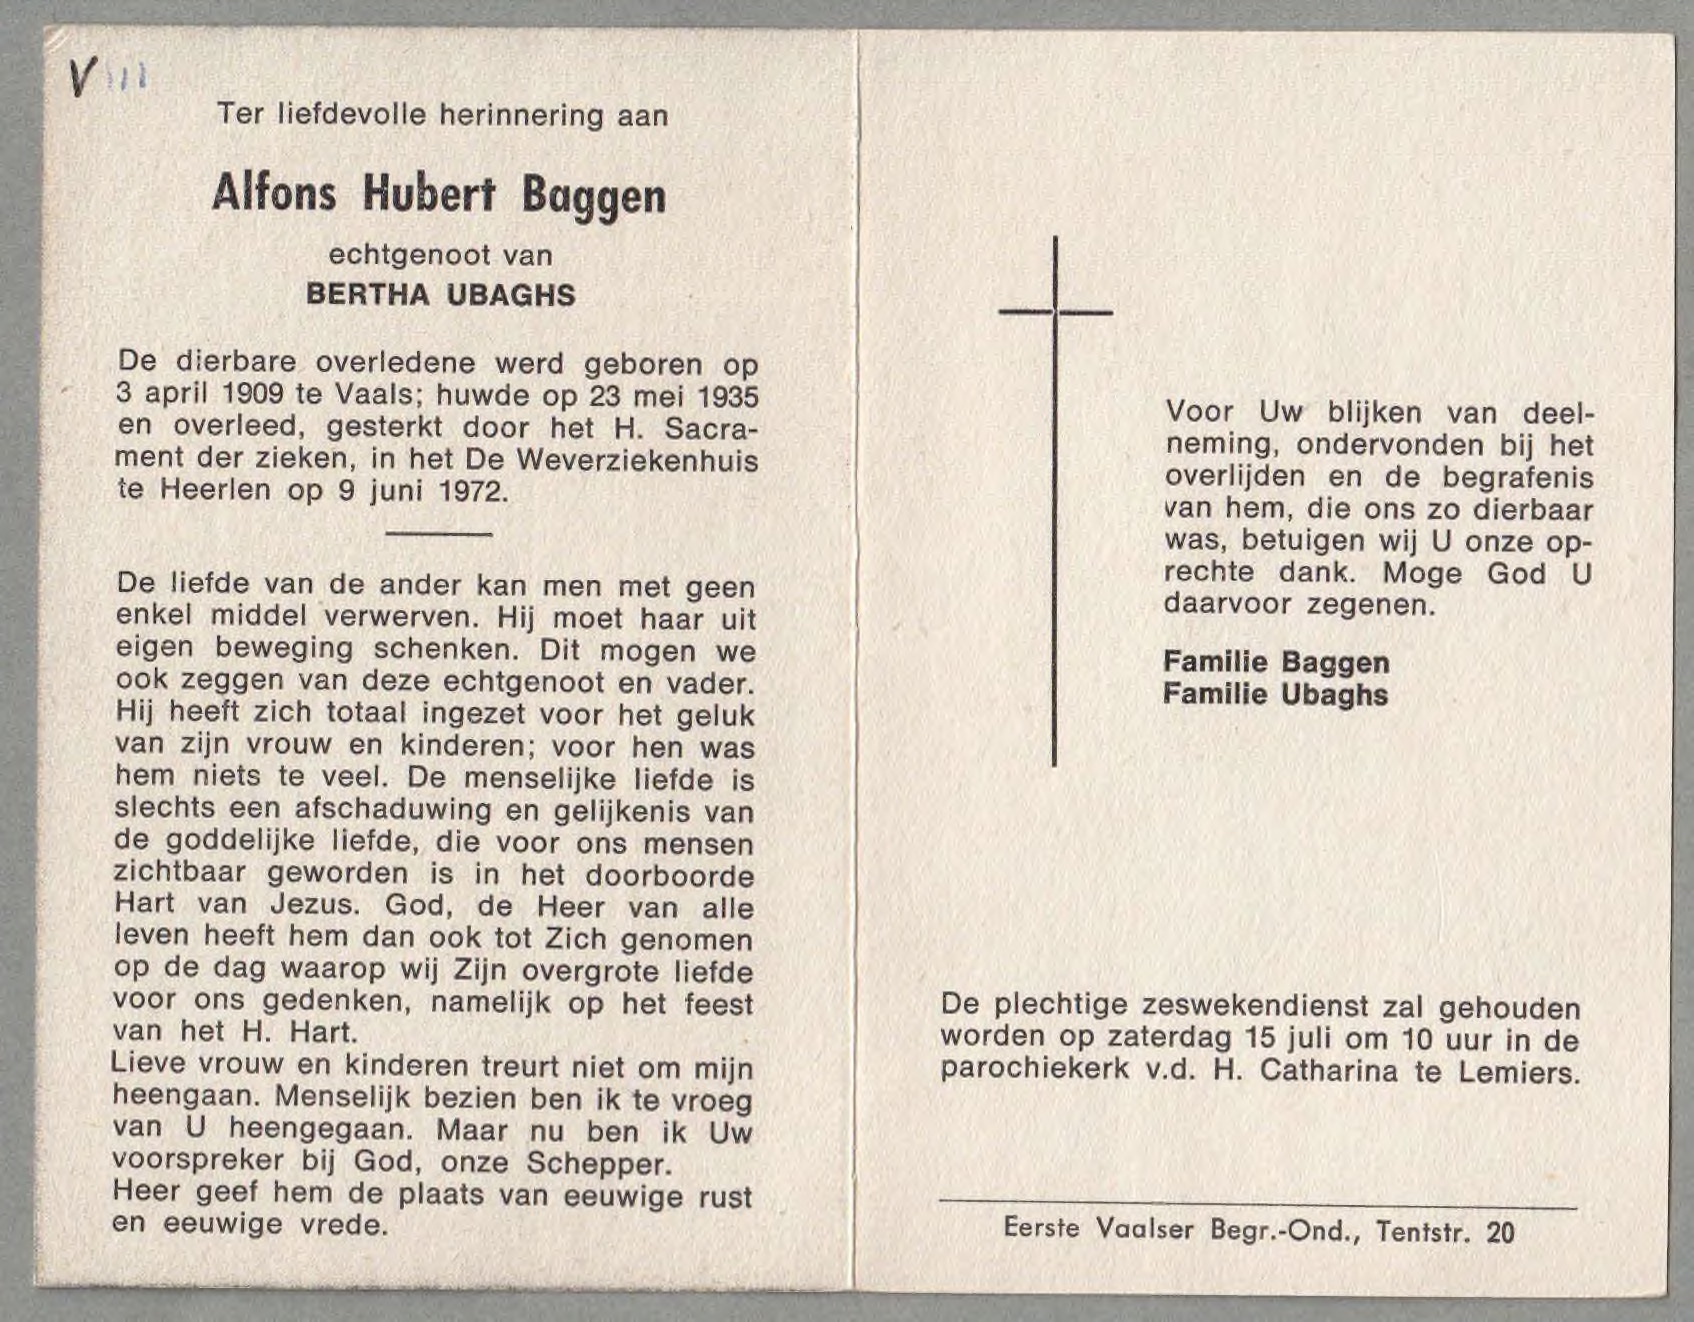 V III
Ter liefdevolle herinnering aan
Alfons Hubert Baggen
echtgenoot van
BERTHA UBAGHS
De dierbare overledene werd geboren op
3 april 1909 te Vaals; huwde op 23 mei 1935
en overleed, gesterkt door het H. Sacra-
ment der zieken, in het De Weverziekenhuis
te Heerlen op 9 juni 1972.
De liefde van de ander kan men met geen
enkel middel verwerven. Hij moet haar uit
eigen beweging schenken. Dit mogen we
ook zeggen van deze echtgenoot en vader.
Hij heeft zich totaal ingezet voor het geluk
van zijn vrouw en kinderen; voor hen was
hem niets te veel. De menselijke liefde is
slechts een afschaduwing en gelijkenis van
de goddelijke liefde, die voor ons mensen
zichtbaar geworden is in het doorboorde
Hart van Jezus. God, de Heer van alle
leven heeft hem dan ook tot Zich genomen
op de dag waarop wij Zijn overgrote liefde
voor ons gedenken, namelijk op het feest
van het H. Hart.
Lieve vrouw en kinderen treurt niet om mijn
heengaan. Menselijk bezien ben ik te vroeg
van U heengegaan. Maar nu ben ik Uw
voorspreker bij God, onze Schepper.
Heer geef hem de plaats van eeuwige rust
en eeuwige vrede.
Voor Uw blijken van deel-
neming, ondervonden bij het
overlijden en de begrafenis
van hem, die ons zo dierbaar
was, betuigen wij U onze op-
rechte dank. Moge God U
daarvoor zegenen.
Familie Baggen
Familie Ubaghs
De plechtige zeswekendienst zal gehouden
worden op zaterdag 15 juli om 10 uur in de
parochiekerk v.d. H. Catharina te Lemiers.
Eerste Vaalser Begr.-Ond., Tentstr. 20